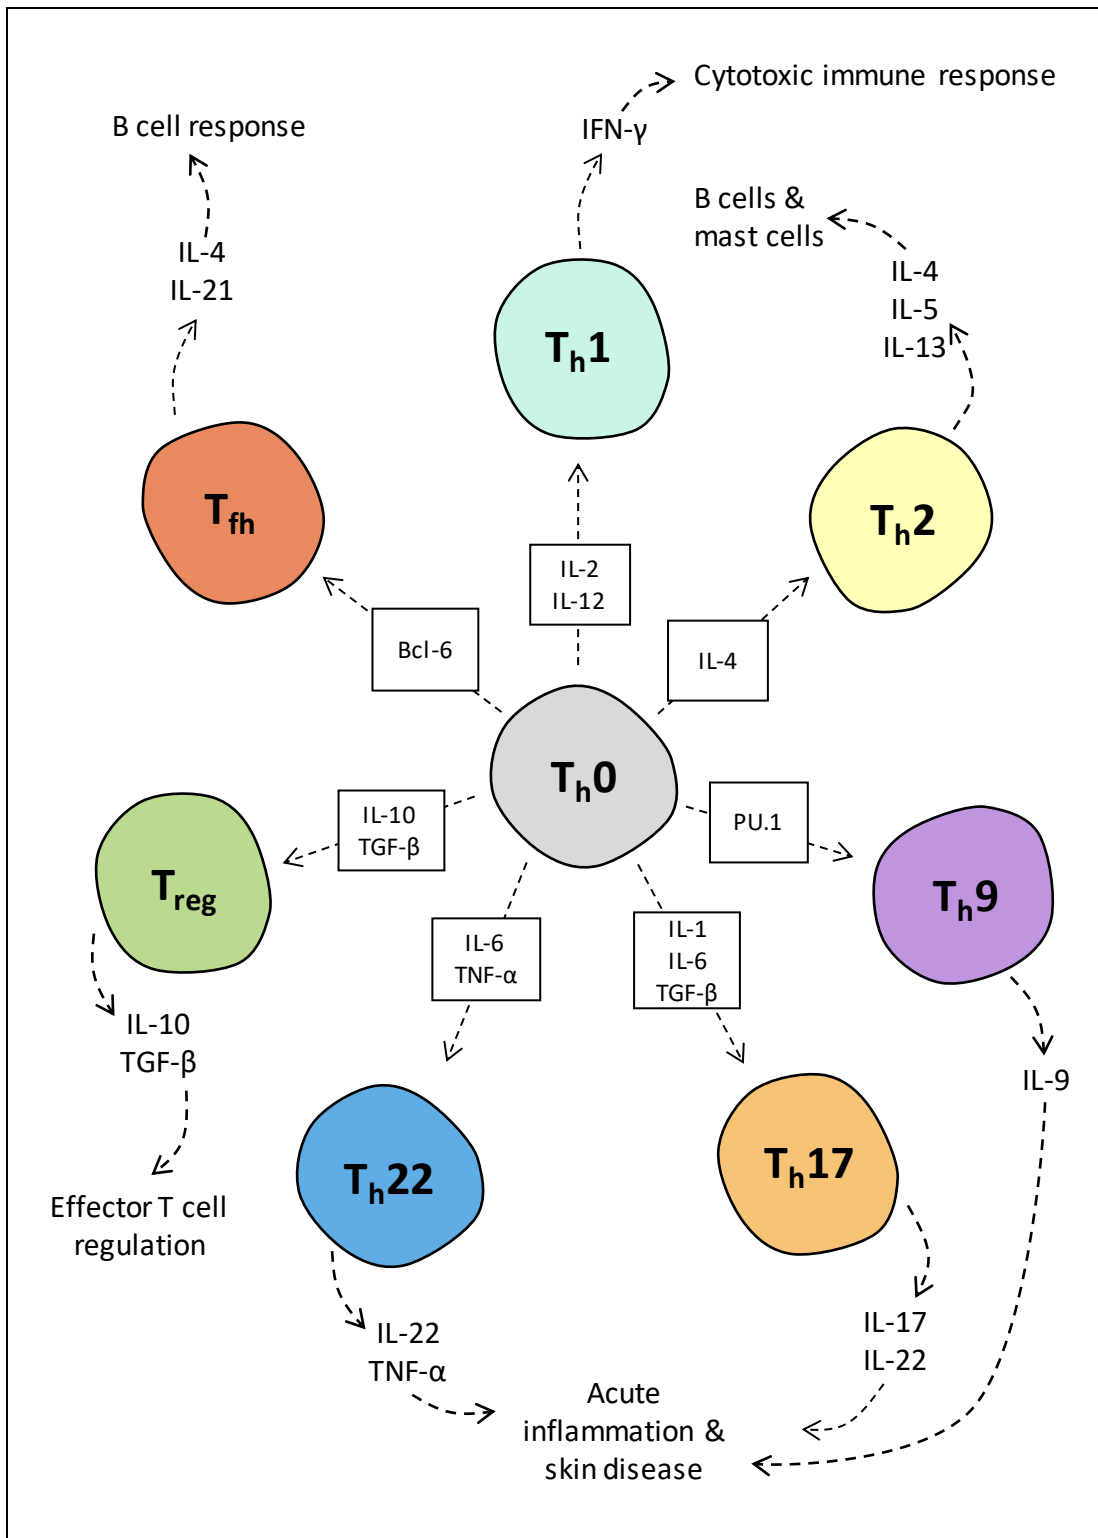 Cytotoxic immune response
IFN-γ
B cell response
IL-4
IL-21
B cells &
mast cells
IL-4
IL-5
IL-13
Th1
Tfh
Th2
IL-2
IL-12
Bcl-6
IL-4
Th0
IL-10
TGF-β
PU.1
Treg
Th9
IL-6
TNF-α
IL-1
IL-6
TGF-β
IL-10
TGF-β
IL-9
Th22
Th17
Effector T cell
regulation
IL-22
TNF-α
IL-17
IL-22
Acute
inflammation &
skin disease